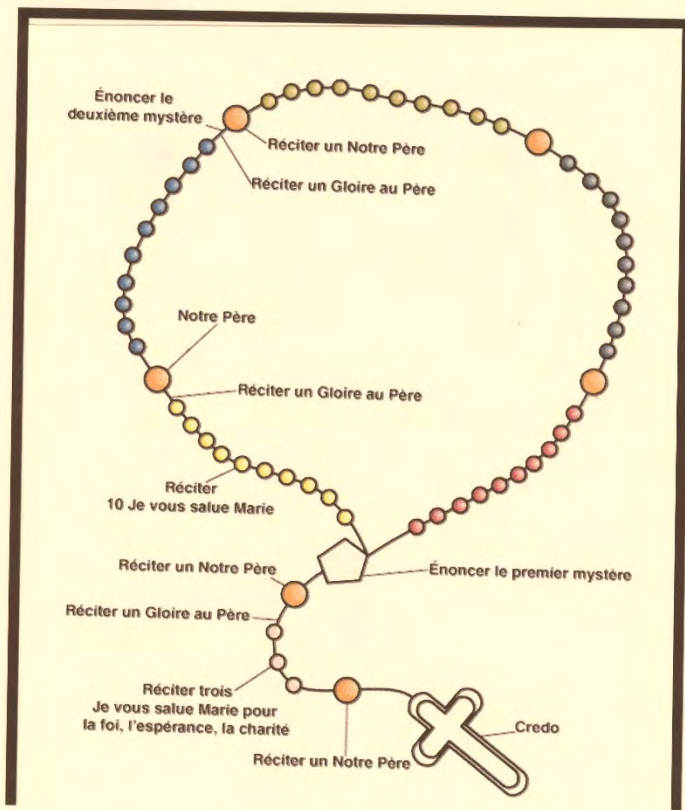 Énoncer le
deuxième mystère
Réciter un Notre Père
Réciter un Gloire au Père
Notre Père
Réciter un Gloire au Père
Réciter
10 Je vous salue Marie
Énoncer le premier mystère
Réciter un Notre Père
Réciter un Gloire au Père
Réciter trois
Je vous salue Marie pour
la foi, l'espérance, la charité
Credo
Réciter un Notre Père